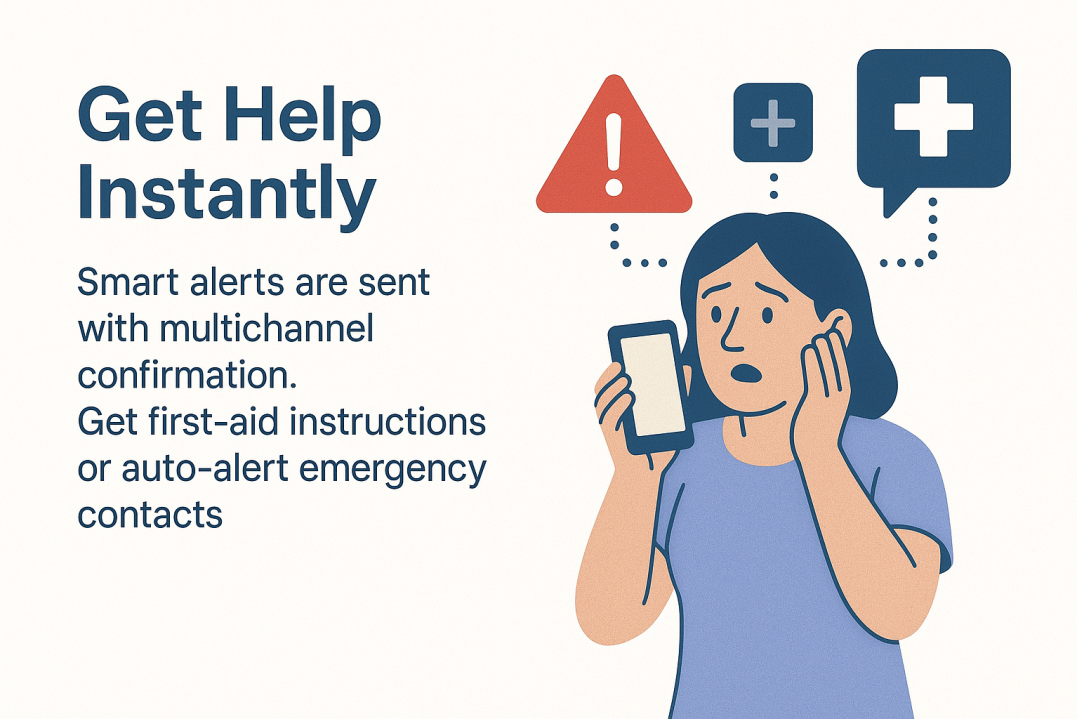 Get Help
Instantly
Smart alerts are sent
with multichannel
confirmation.
Get first-aid instructions
or auto-alert emergency
contacts